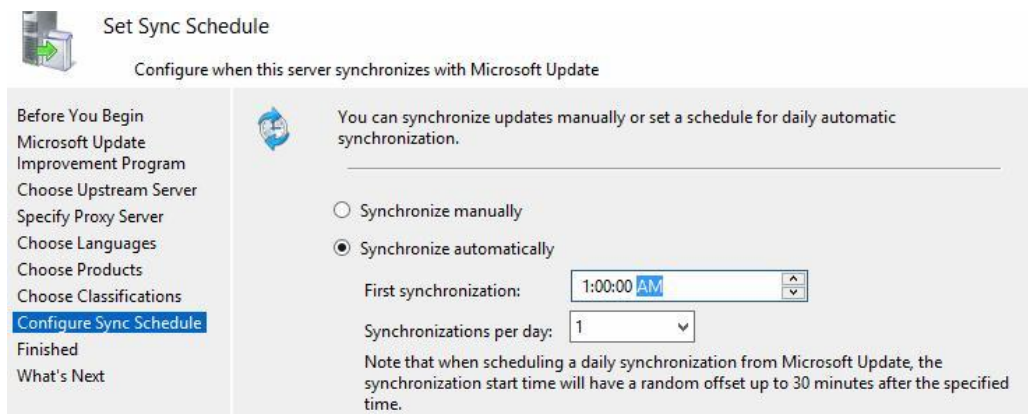 Set Sync Schedule
Configure when this server synchronizes with Microsoft Update
Before You Begin
Microsoft Update
Improvement Program
Choose Upstream Server
Specify Proxy Server
Choose Languages
Choose Products
Choose Classifications
Configure Sync Schedule
Finished
What's Next
You can synchronize updates manually or set a schedule for daily automatic
synchronization.
Synchronize manually
Synchronize automatically
First synchronization: 1:00:00 AM
Synchronizations per day: 1
Note that when scheduling a daily synchronization from Microsoft Update, the
synchronization start time will have a random offset up to 30 minutes after the specified
time.